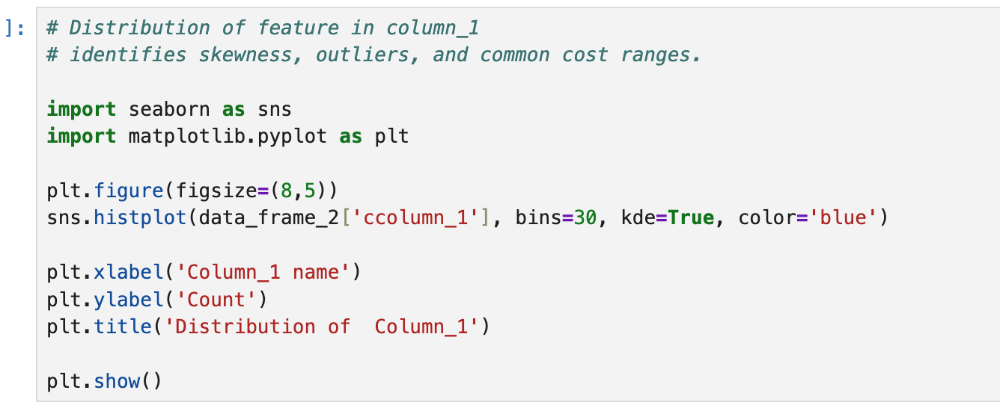 ]: # Distribution of feature in column_1
# identifies skewness, outliers, and common cost ranges.
import seaborn as sns
import matplotlib.pyplot as plt
plt.figure(figsize=(8,5))
sns.histplot(data_frame_2['ccolumn_1'], bins=30, kde=True, color='blue')
plt.xlabel('Column_1 name')
plt.ylabel('Count')
plt.title('Distribution of  Column_1')
plt.show()